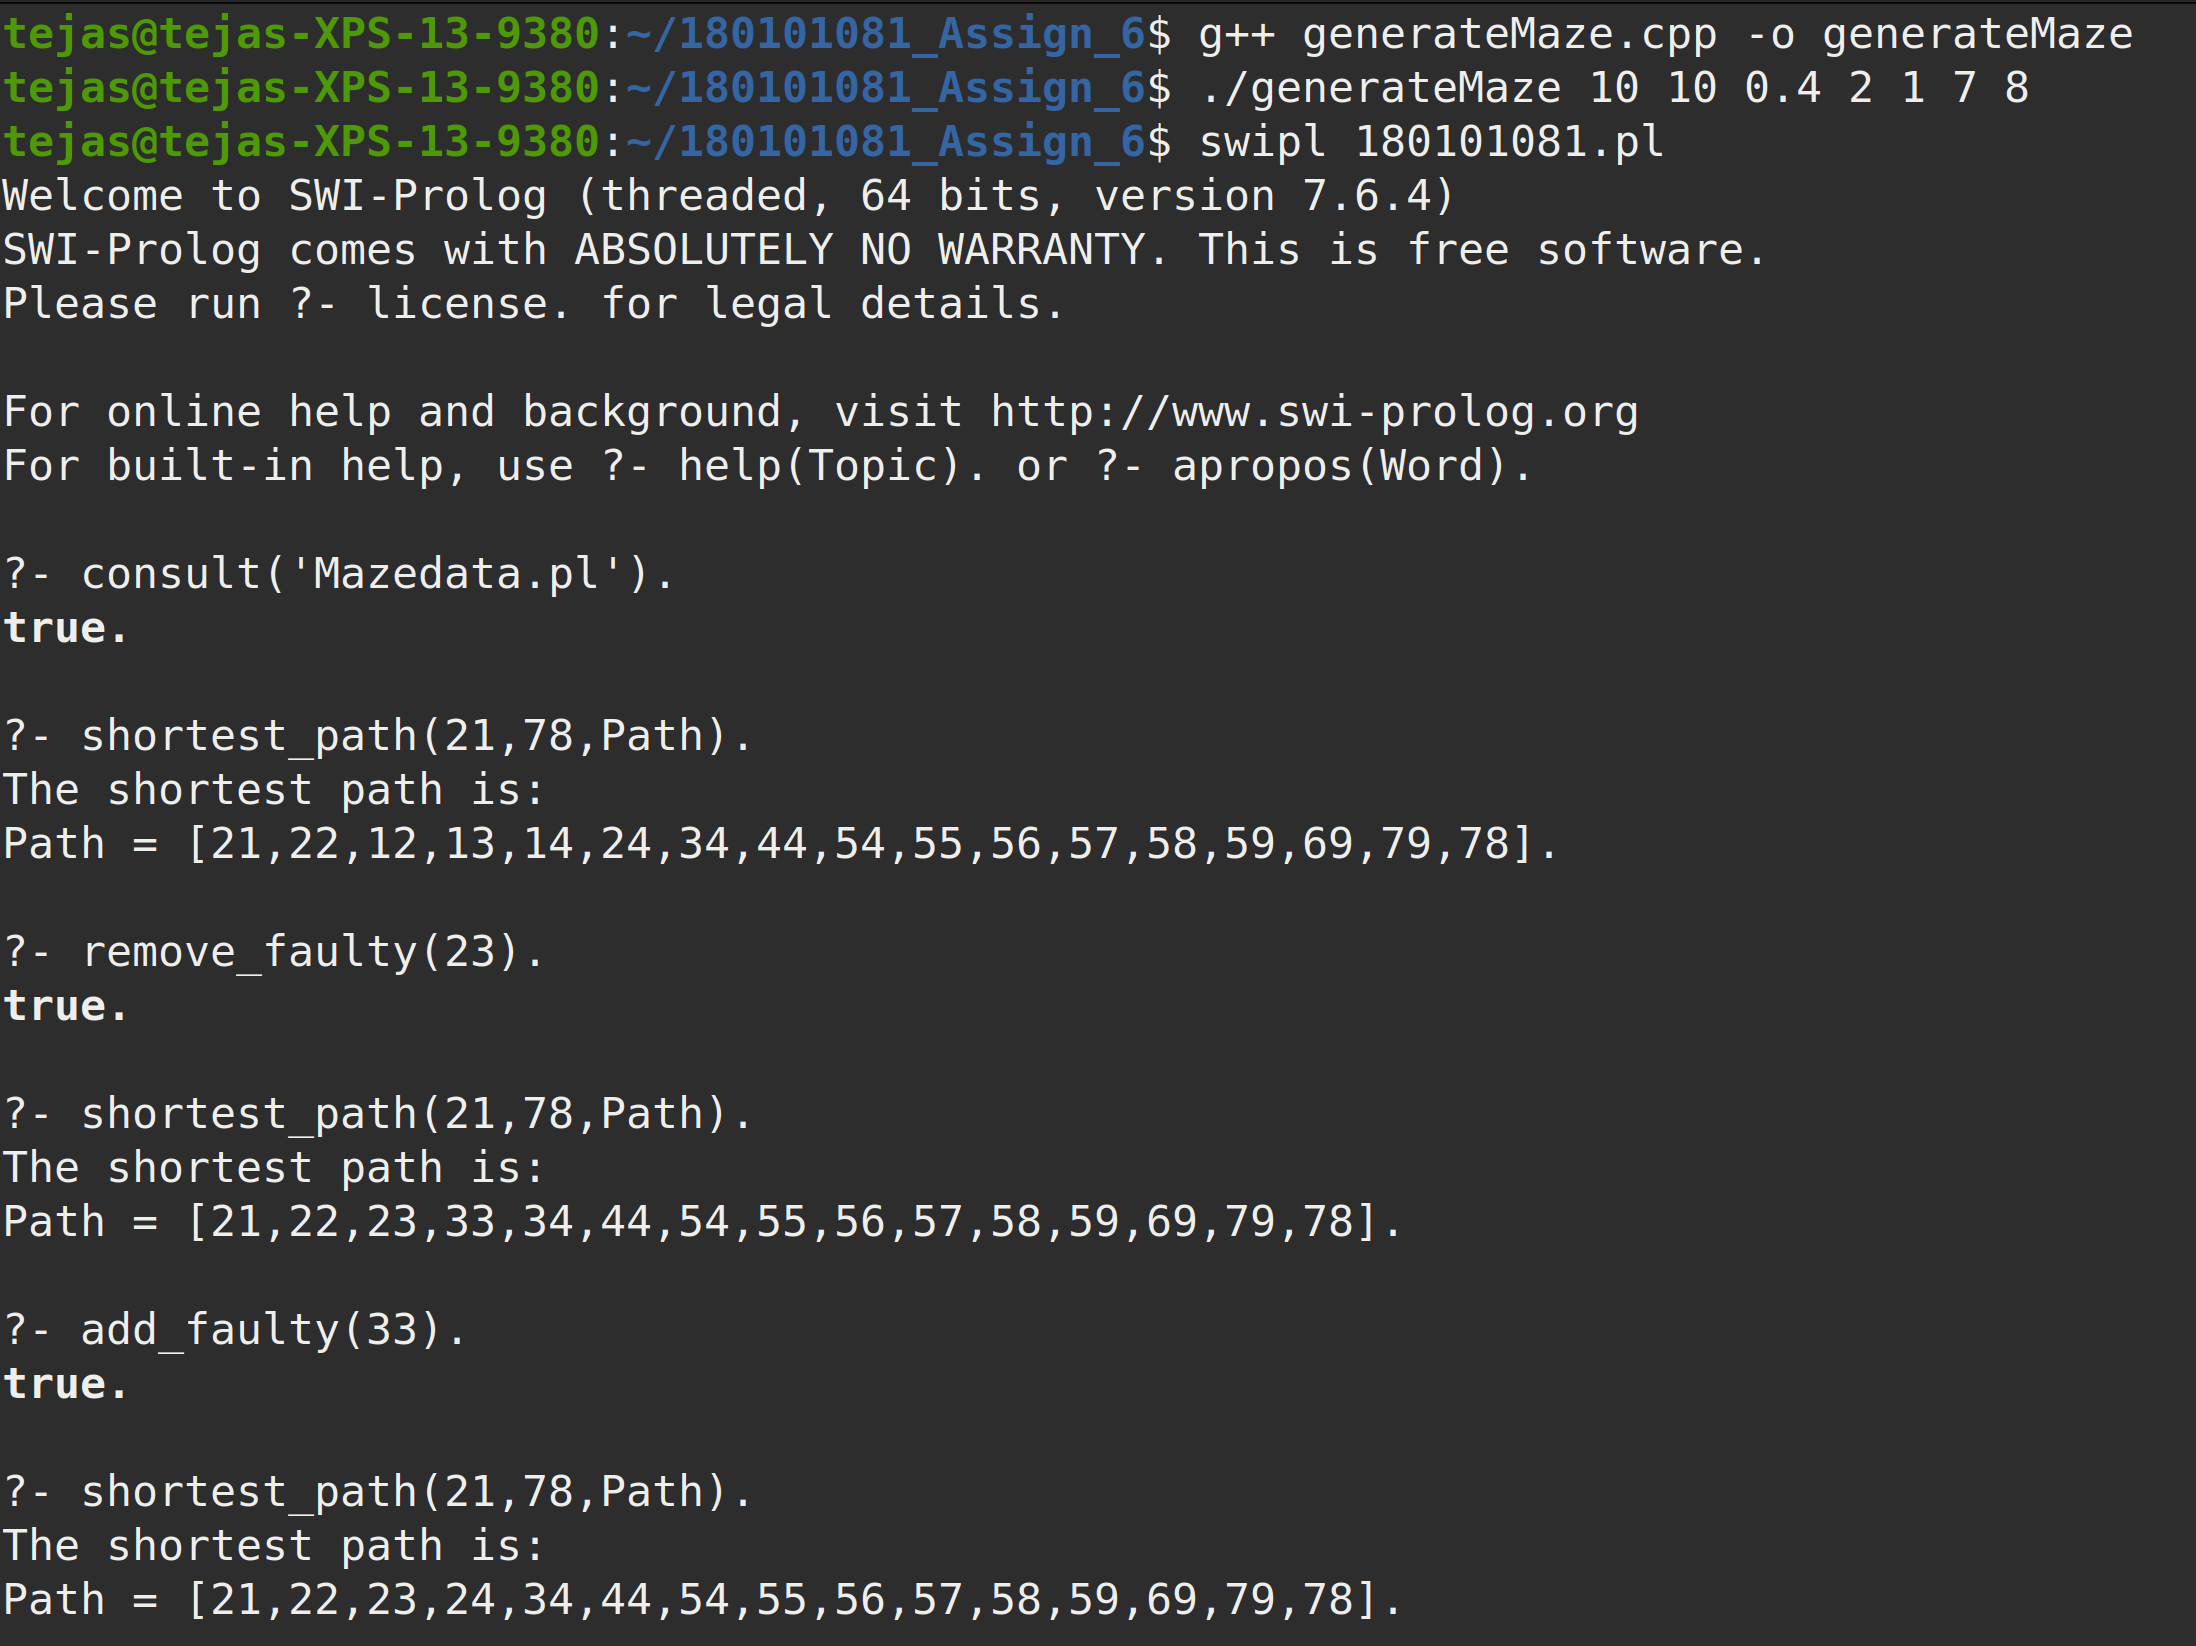 tejas@tejas-XPS-13-9380:~/180101081_Assign_6$ g++ generateMaze.cpp -o generateMaze
tejas@tejas-XPS-13-9380:~/180101081_Assign_6$ ./generateMaze 10 10 0.4 2 1 7 8
tejas@tejas-XPS-13-9380:~/180101081_Assign_6$ swipl 180101081.pl
Welcome to SWI-Prolog (threaded, 64 bits, version 7.6.4)
SWI-Prolog comes with ABSOLUTELY NO WARRANTY. This is free software.
Please run ?- license. for legal details.

For online help and background, visit http://www.swi-prolog.org
For built-in help, use ?- help(Topic). or ?- apropos(Word).

?- consult('Mazedata.pl').
true.

?- shortest_path(21,78,Path).
The shortest path is:
Path = [21,22,12,13,14,24,34,44,54,55,56,57,58,59,69,79,78].

?- remove_faulty(23).
true.

?- shortest_path(21,78,Path).
The shortest path is:
Path = [21,22,23,33,34,44,54,55,56,57,58,59,69,79,78].

?- add_faulty(33).
true.

?- shortest_path(21,78,Path).
The shortest path is:
Path = [21,22,23,24,34,44,54,55,56,57,58,59,69,79,78].